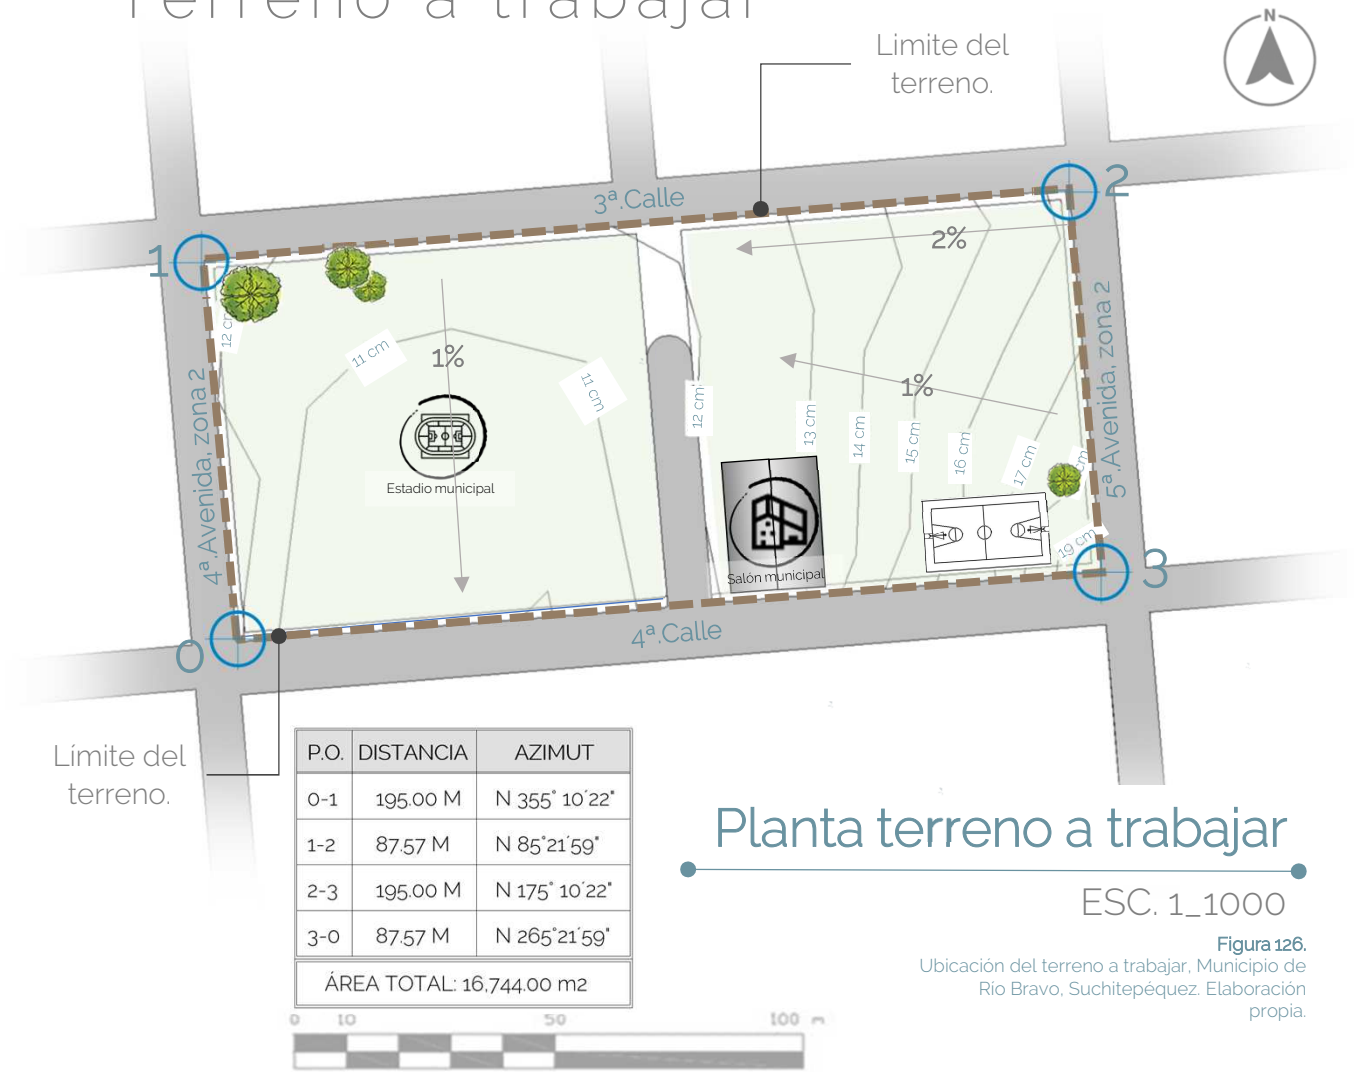 Terreno a trabajar
N
Limite del
terreno.
3ª.Calle
2
1
2%
12 cm
11 cm
1%
11 cm
12 cm
13 cm
14 cm
15 cm
16 cm
17 cm
cm
19 cm
1%
4ª.Avenida, zona 2
5ª.Avenida, zona 2
Estadio municipal
Salón municipal
3
4ª.Calle
0
Límite del
terreno.
P.O. DISTANCIA AZIMUT
0-1 195.00 M N 355° 10´22"
1-2 87.57 M N 85°21´59"
2-3 195.00 M N 175° 10´22"
3-0 87.57 M N 265°21´59"
ÁREA TOTAL: 16,744.00 m2
0 10 50 100 m
Planta terreno a trabajar
ESC. 1_1000
Figura 126.
Ubicación del terreno a trabajar, Municipio de
Río Bravo, Suchitepéquez. Elaboración
propia.